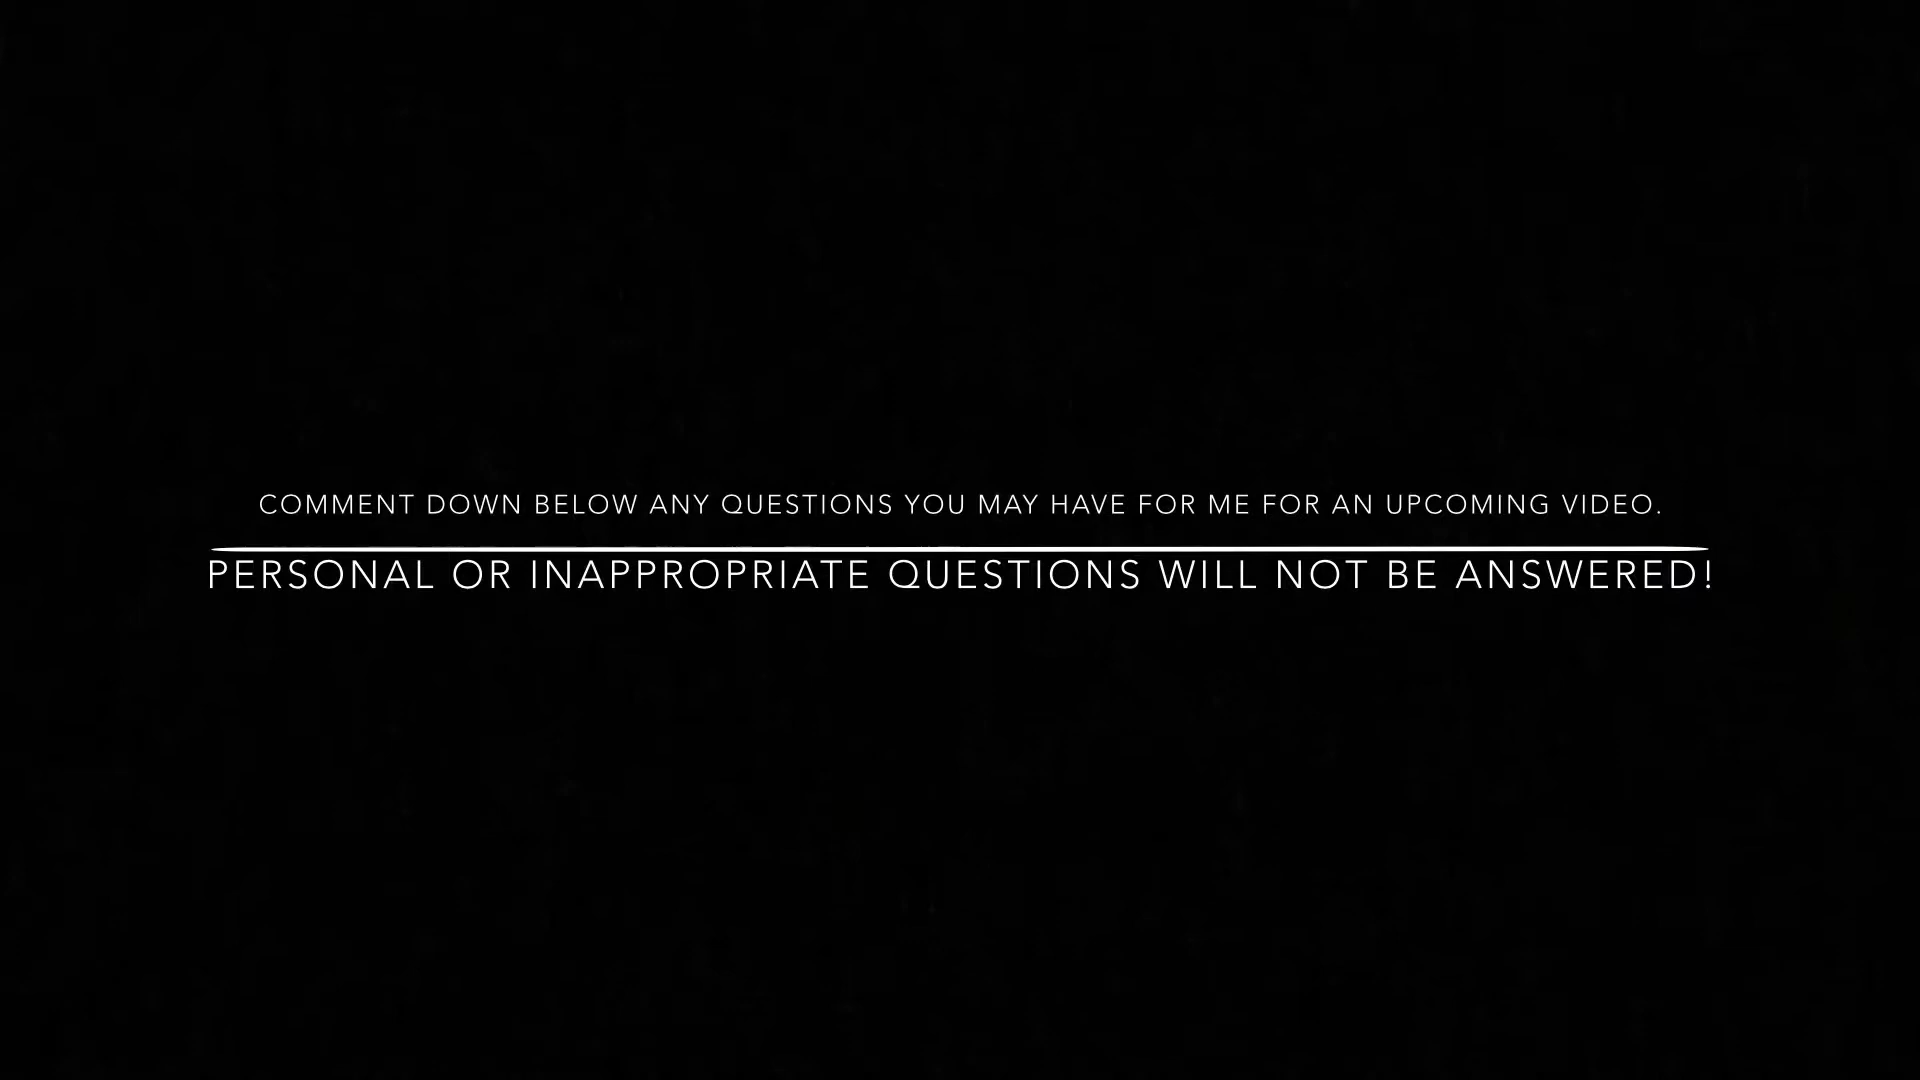 COMMENT DOWN BELOW ANY QUESTIONS YOU MAY HAVE FOR ME FOR AN UPCOMING VIDEO.
PERSONAL OR INAPPROPRIATE QUESTIONS WILL NOT BE ANSWERED!